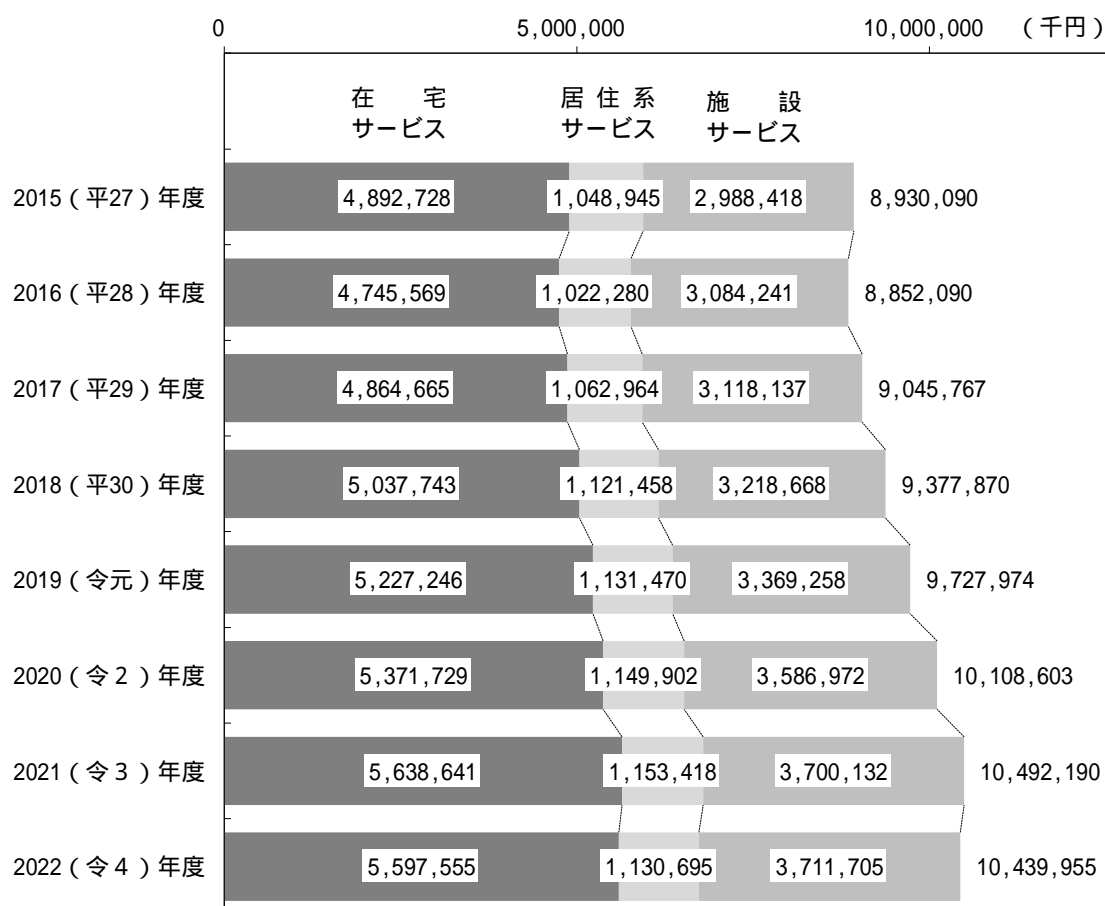 0 5,000,000 10,000,000 （千円）
在　　宅 居 住 系 施　　設
サービス サービス サービス
2015（平27）年度 4,892,728 1,048,945 2,988,418 8,930,090
2016（平28）年度 4,745,569 1,022,280 3,084,241 8,852,090
2017（平29）年度 4,864,665 1,062,964 3,118,137 9,045,767
2018（平30）年度 5,037,743 1,121,458 3,218,668 9,377,870
2019（令元）年度 5,227,246 1,131,470 3,369,258 9,727,974
2020（令２）年度 5,371,729 1,149,902 3,586,972 10,108,603
2021（令３）年度 5,638,641 1,153,418 3,700,132 10,492,190
2022（令４）年度 5,597,555 1,130,695 3,711,705 10,439,955